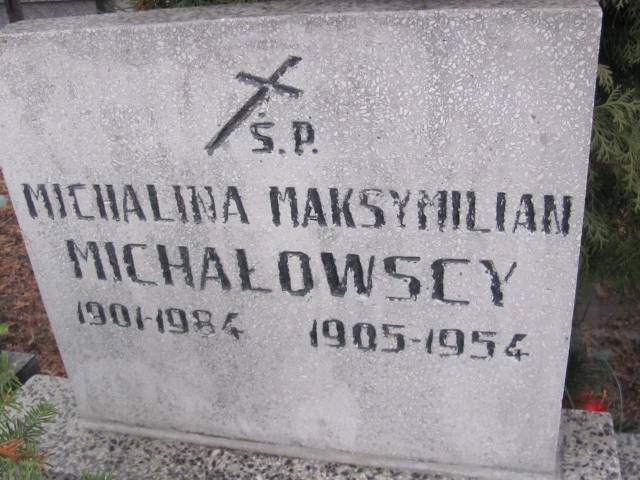 Ś.P.
MICHALINA MAKSYMILIAN
MICHAŁOWSCY
1901-1984 1905-1954